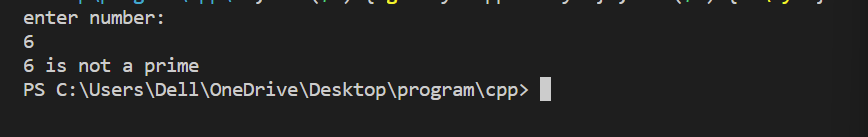 enter number:
6
6 is not a prime
PS C:\Users\Dell\OneDrive\Desktop\program\cpp>